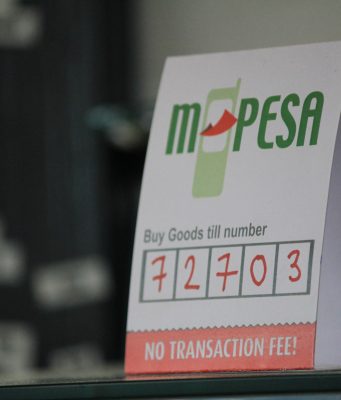 m PESA
Buy Goods till number
72703
NO TRANSACTION FEE!